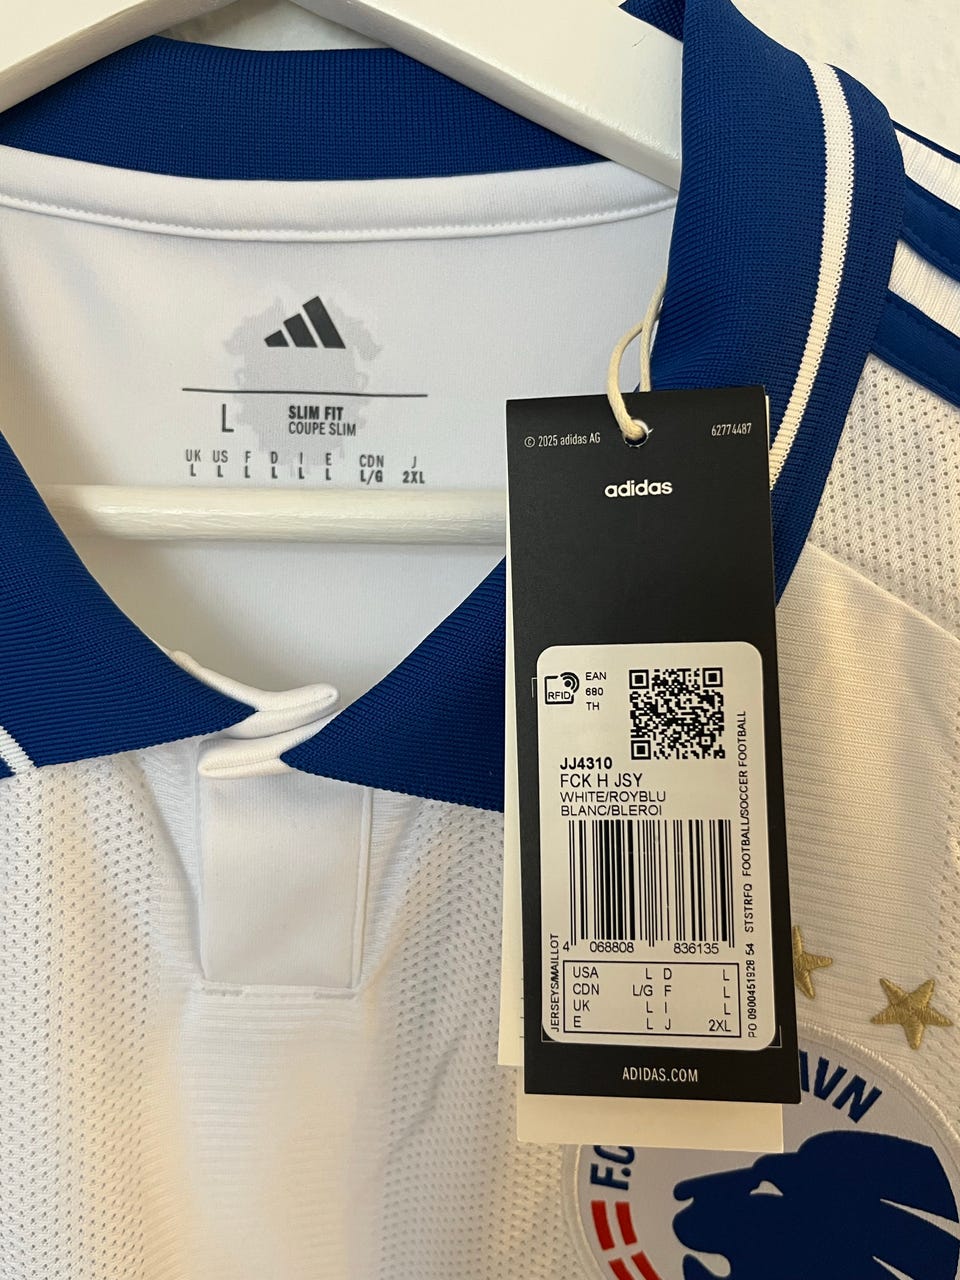 L
SLIM FIT
COUPE SLIM
UK US F D I E CDN J
L L L L L L L/G 2XL
© 2025 adidas AG
62774487
adidas
RFID
EAN
680
TH
JJ4310
FCK H JSY
WHITE/ROYBLU
BLANC/BLEROI
4 068808 836135
USA L D L
CDN L/G F L
UK L I L
E L J 2XL
JERSEYS/MAILLOT
PO 0900451928 54 STSTRFQ FOOTBALL/SOCCER FOOTBALL
ADIDAS.COM
F.C
AVN